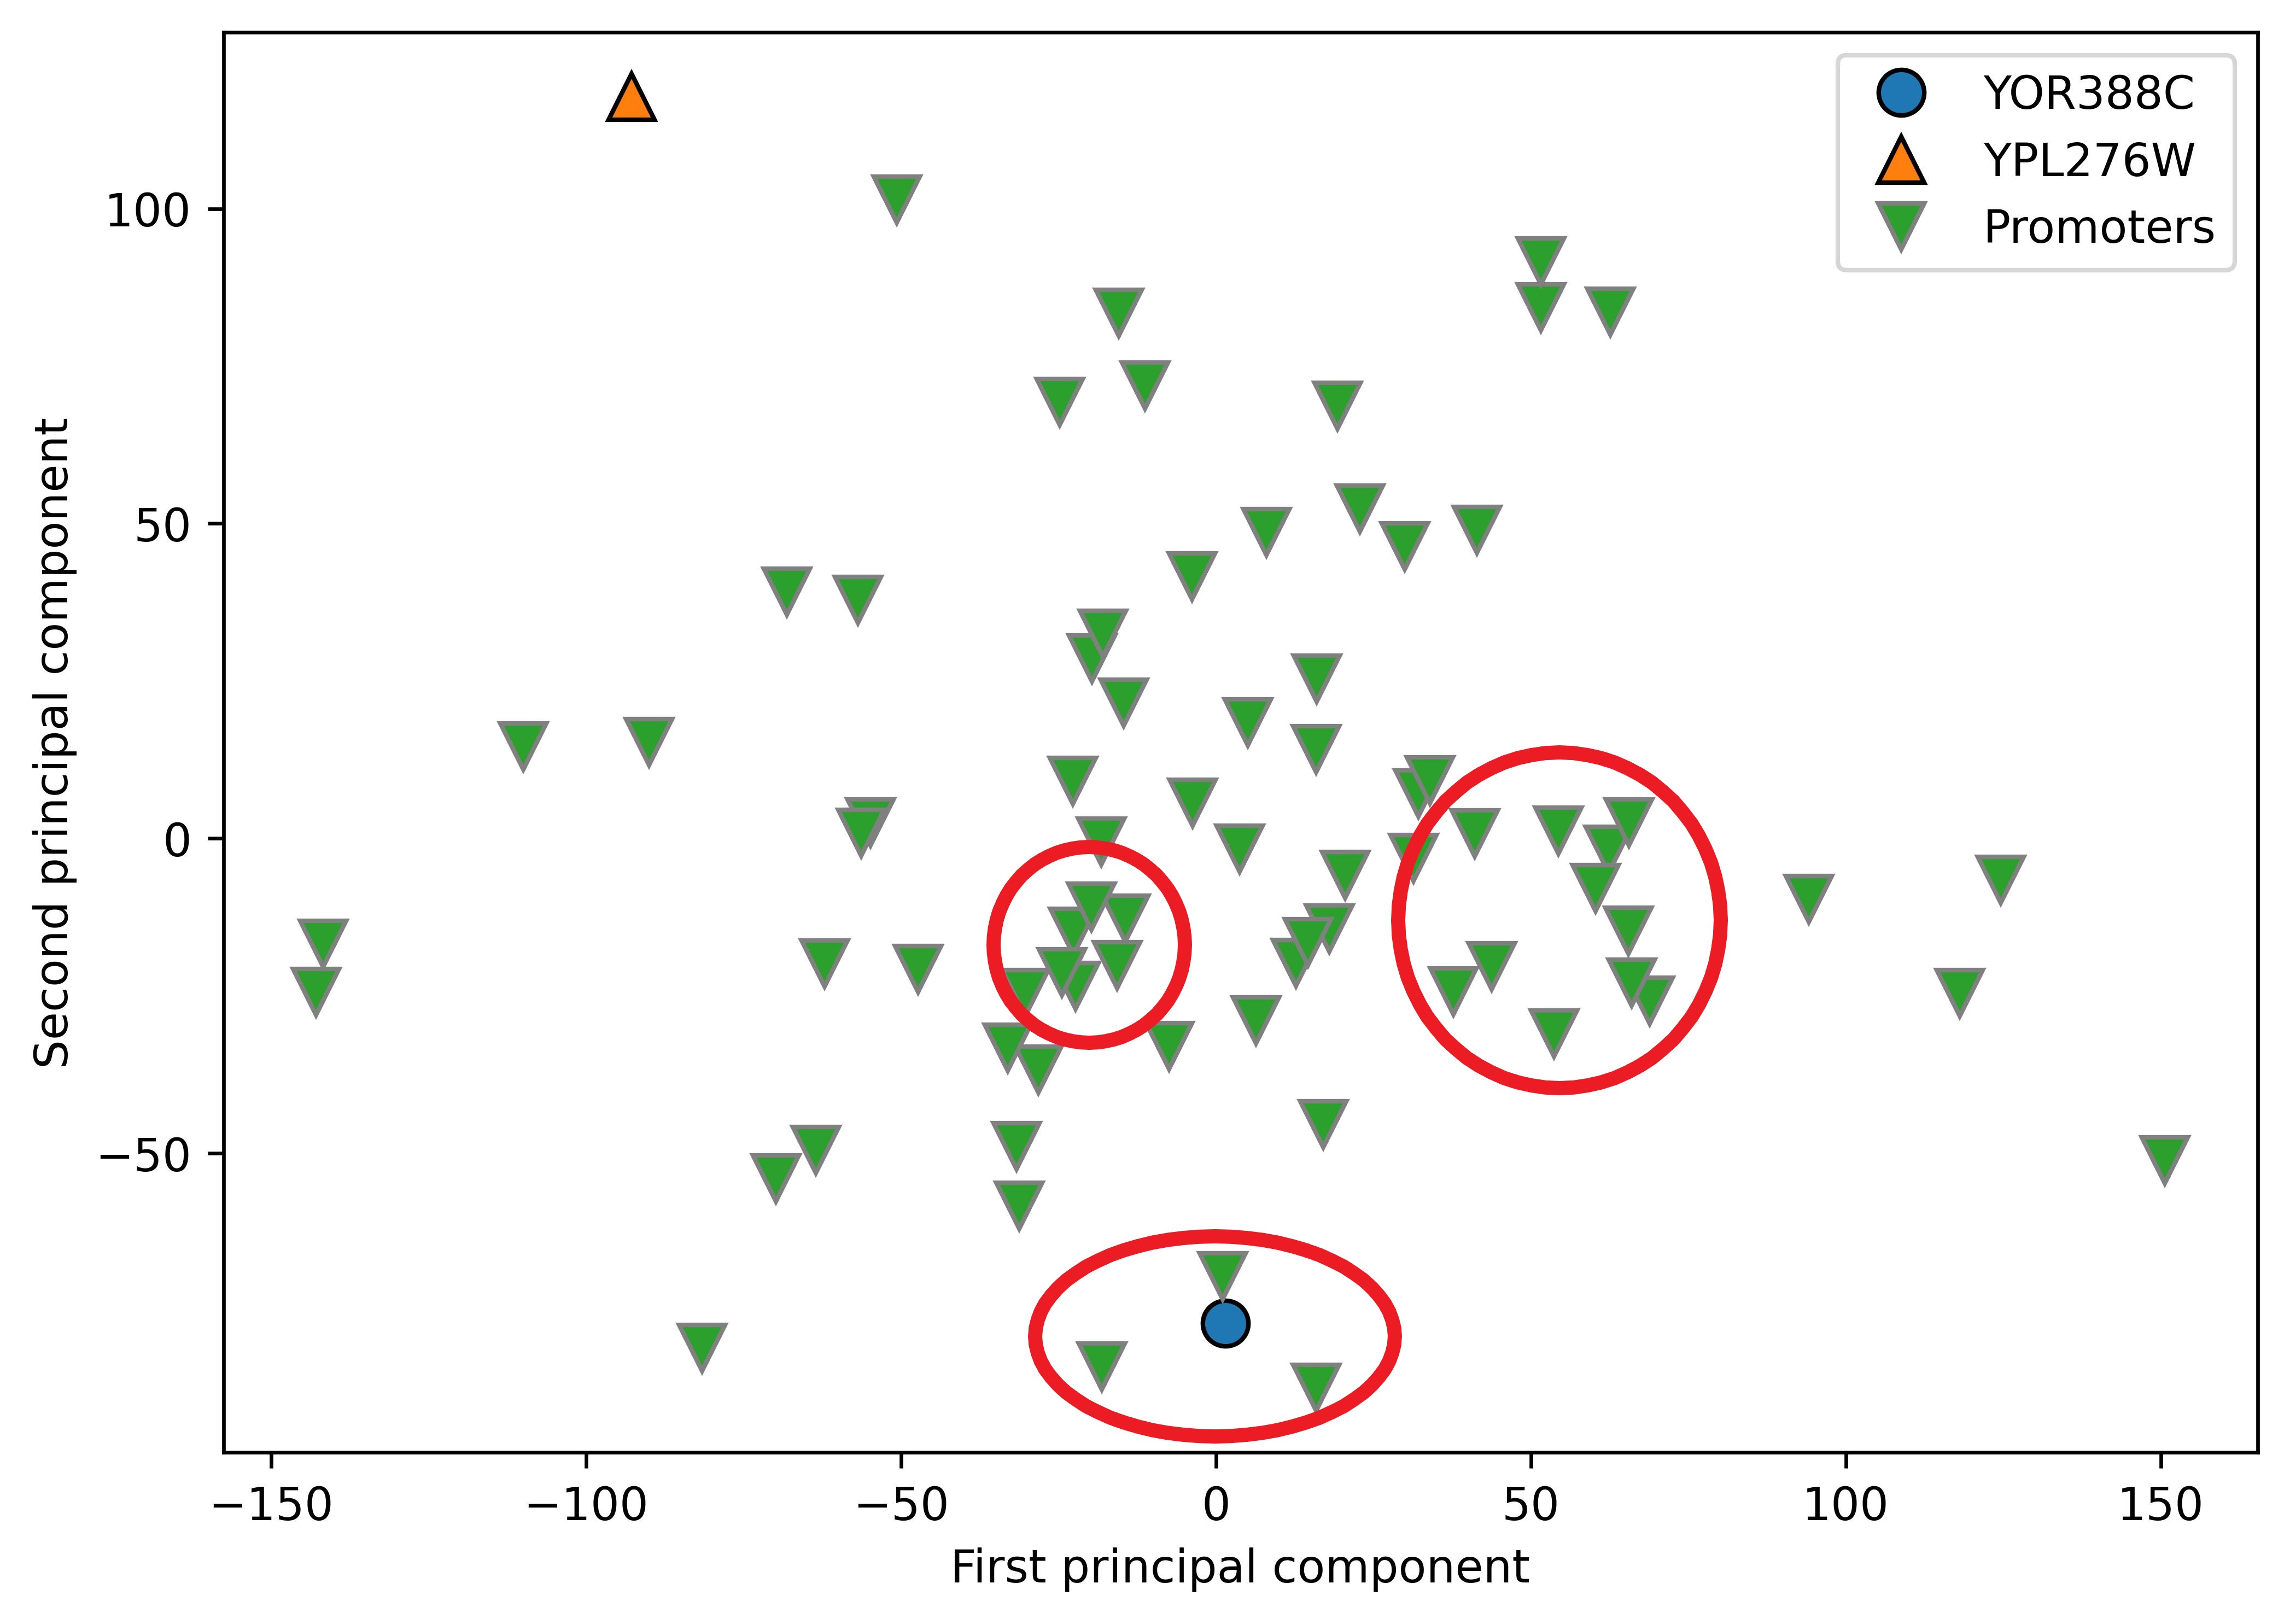 YOR388C
YPL276W
Promoters
100
50
0
−50
Second principal component
−150
−100
−50
0
50
100
150
First principal component